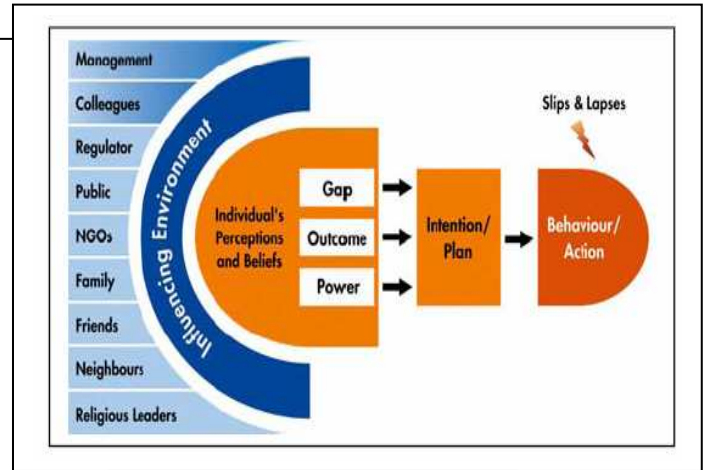 Management
Colleagues
Regulator
Public
NGOs
Family
Friends
Neighbours
Religious Leaders
Influencing Environment
Individual's
Perceptions
and Beliefs
Gap
Outcome
Power
Intention/
Plan
Slips & Lapses
Behaviour/
Action